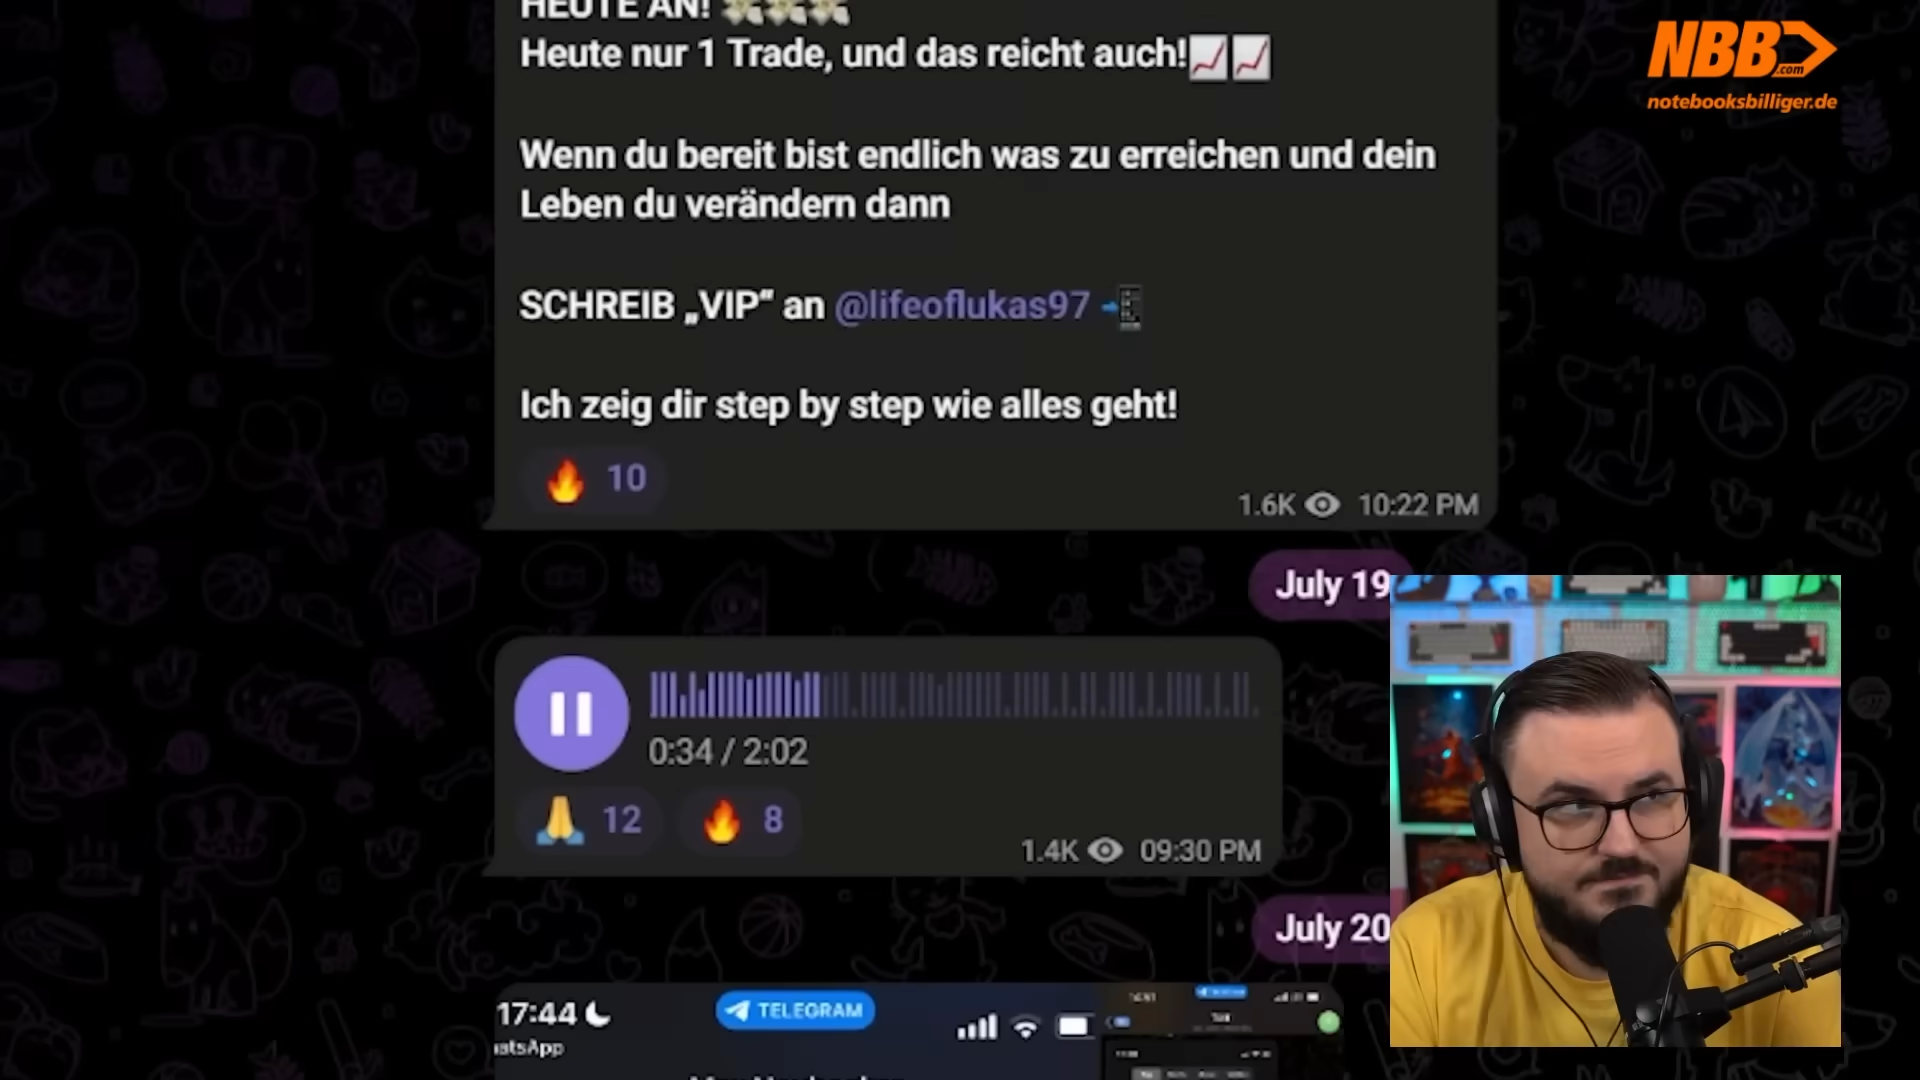 HEUTE AN!
Heute nur 1 Trade, und das reicht auch!
Wenn du bereit bist endlich was zu erreichen und dein
Leben du verändern dann
SCHREIB „VIP“ an @lifeoflukas97
Ich zeig dir step by step wie alles geht!
10
1.6K 10:22 PM
July 19
0:34 / 2:02
12 8
1.4K 09:30 PM
July 20
17:44 TELEGRAM
atsApp
NBB.com
notebooksbilliger.de